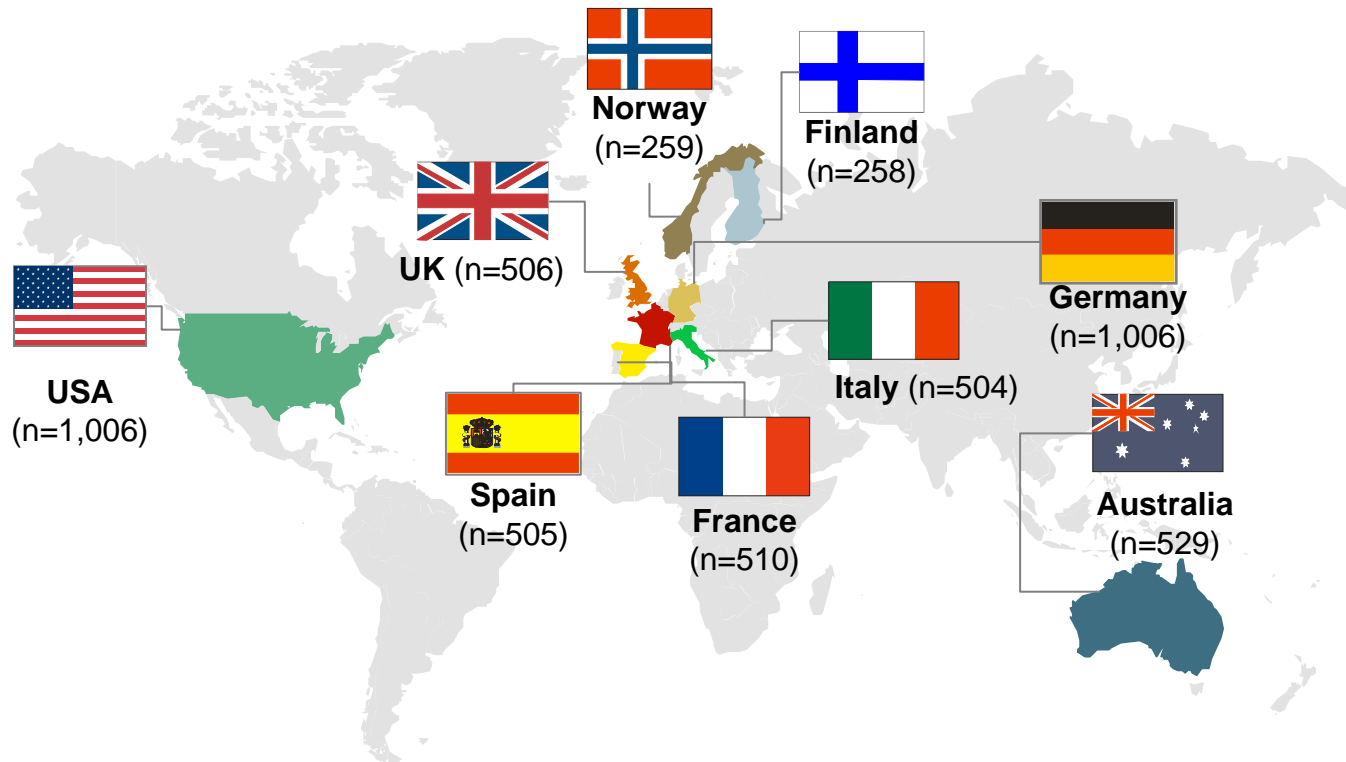 Norway
(n=259)
Finland
(n=258)
UK (n=506)
Germany
(n=1,006)
USA
(n=1,006)
Italy (n=504)
Spain
(n=505)
France
(n=510)
Australia
(n=529)